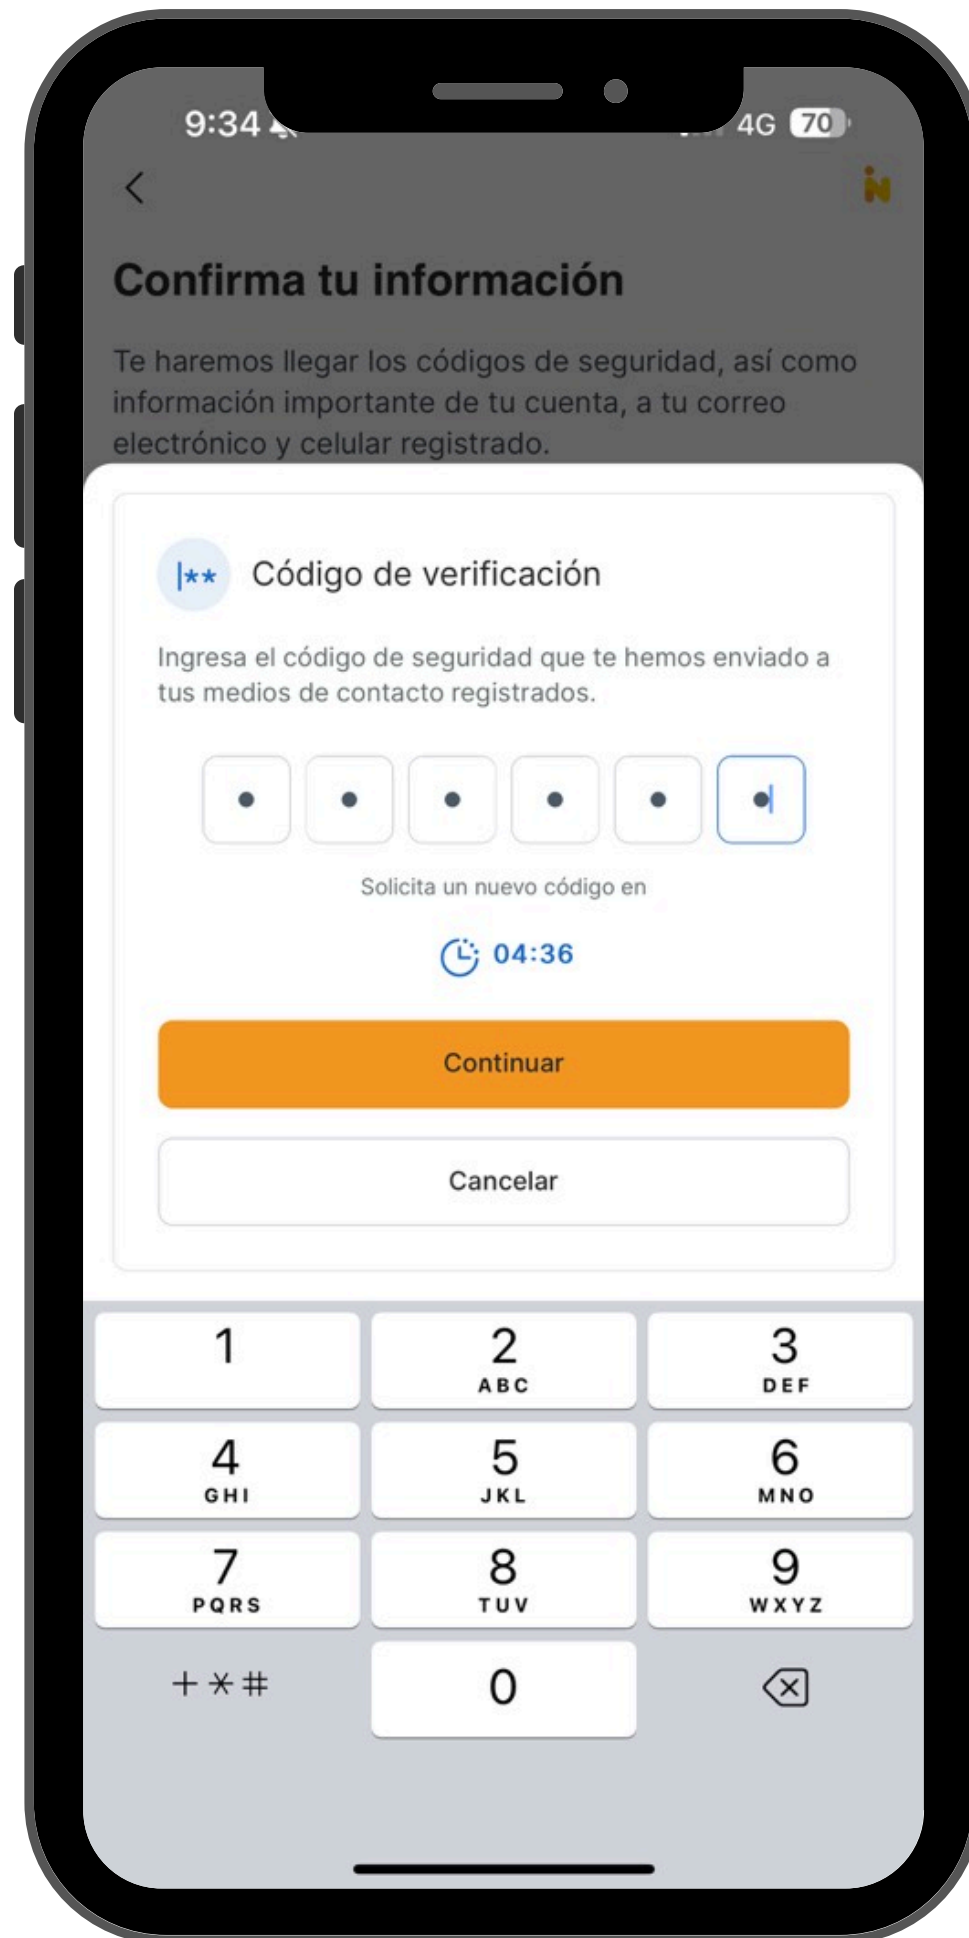 9:34
4G 70
iN
Confirma tu información
Te haremos llegar los códigos de seguridad, así como
información importante de tu cuenta, a tu correo
electrónico y celular registrado.
|** Código de verificación
Ingresa el código de seguridad que te hemos enviado a
tus medios de contacto registrados.
Solicita un nuevo código en
04:36
Continuar
Cancelar
1 2 3
ABC DEF
4 5 6
GHI JKL MNO
7 8 9
PQRS TUV WXYZ
+*# 0